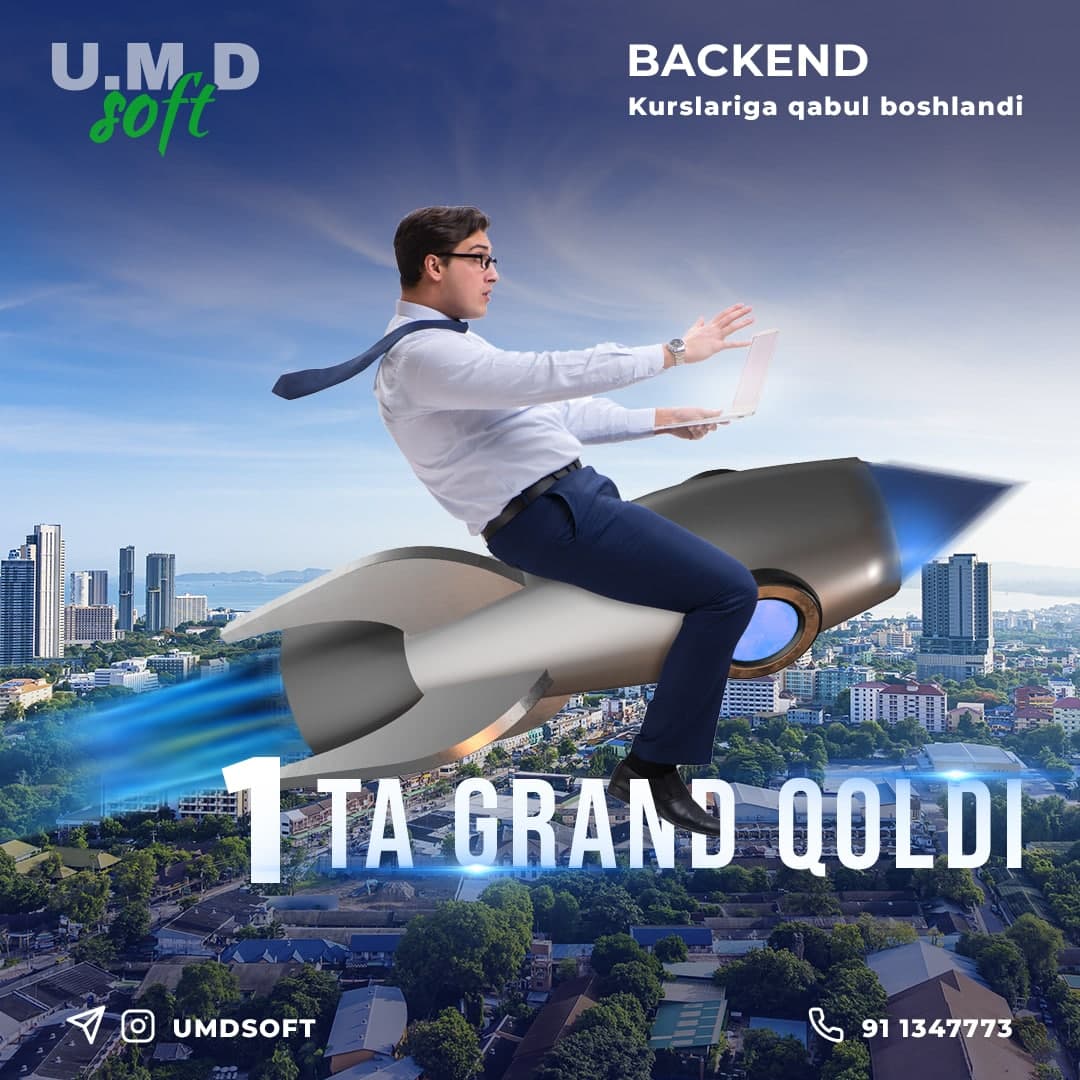 U.M.D
soft
BACKEND
Kurslariga qabul boshlandi
1 TA GRAND QOLDI
UMDSOFT
91 1347773